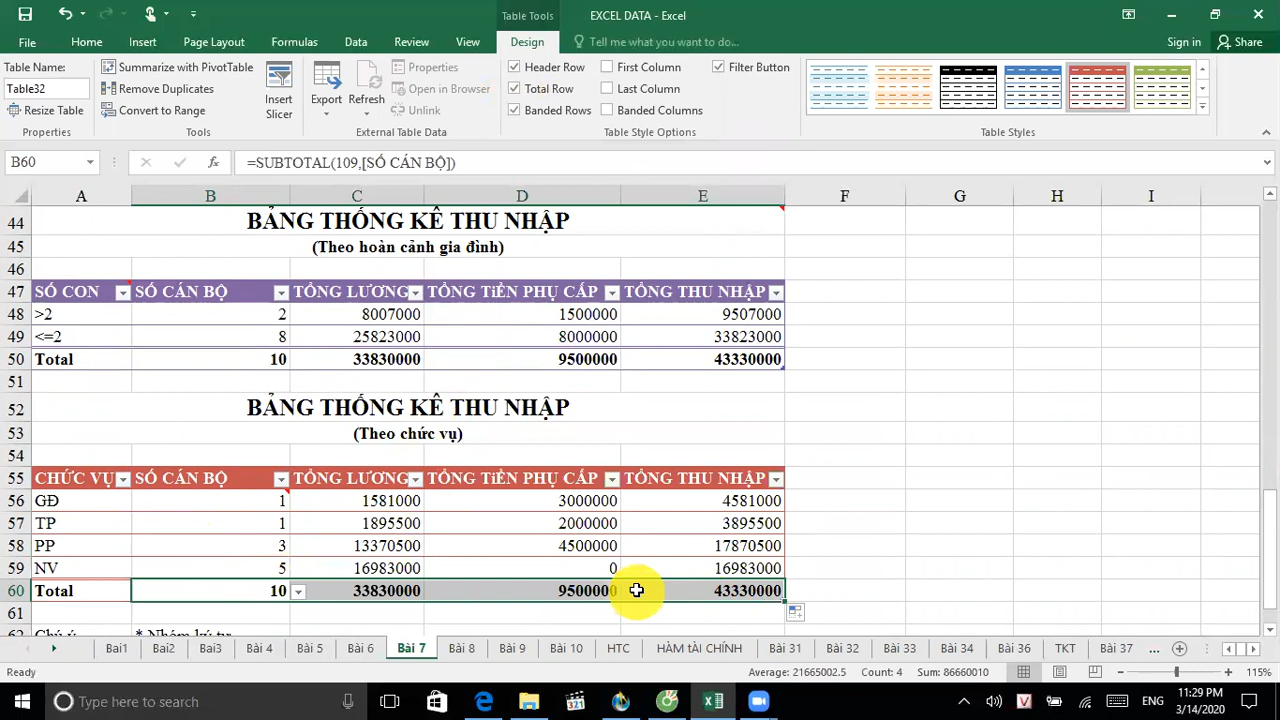 Table Tools
EXCEL DATA - Excel
File Home Insert Page Layout Formulas Data Review View Design Tell me what you want to do... Sign in Share
Table Name:
Table32
Resize Table
Properties
Summarize with PivotTable
Remove Duplicates
Convert to Range
Tools
Insert
Slicer
Export
Refresh
Properties
Open in Browser
Unlink
External Table Data
Header Row First Column Filter Button
Total Row Last Column
Banded Rows Banded Columns
Table Style Options
Table Styles
B60 fx =SUBTOTAL(109,[SỐ CÁN BỘ])
A B C D E F G H I
44 BẢNG THỐNG KÊ THU NHẬP
45 (Theo hoàn cảnh gia đình)
46
47 SỐ CON SỐ CÁN BỘ TỔNG LƯƠNG TỔNG TiỀN PHỤ CẤP TỔNG THU NHẬP
48 >2 2 8007000 1500000 9507000
49 <=2 8 25823000 8000000 33823000
50 Total 10 33830000 9500000 43330000
51
52 BẢNG THỐNG KÊ THU NHẬP
53 (Theo chức vụ)
54
55 CHỨC VỤ SỐ CÁN BỘ TỔNG LƯƠNG TỔNG TiỀN PHỤ CẤP TỔNG THU NHẬP
56 GĐ 1 1581000 3000000 4581000
57 TP 1 1895500 2000000 3895500
58 PP 3 13370500 4500000 17870500
59 NV 5 16983000 0 16983000
60 Total 10 33830000 9500000 43330000
61
62 Chú ý * Nhóm ký tự
Bai1 Bai2 Bai3 Bài 4 Bài 5 Bài 6 Bài 7 Bài 8 Bài 9 Bài 10 HTC HÀM tÀI CHÍNH Bài 31 Bài 32 Bài 33 Bài 34 Bài 36 TKT Bài 37 ...
Ready Average: 21665002.5 Count: 4 Sum: 86660010 115%
Type here to search
ENG
11:29 PM
3/14/2020